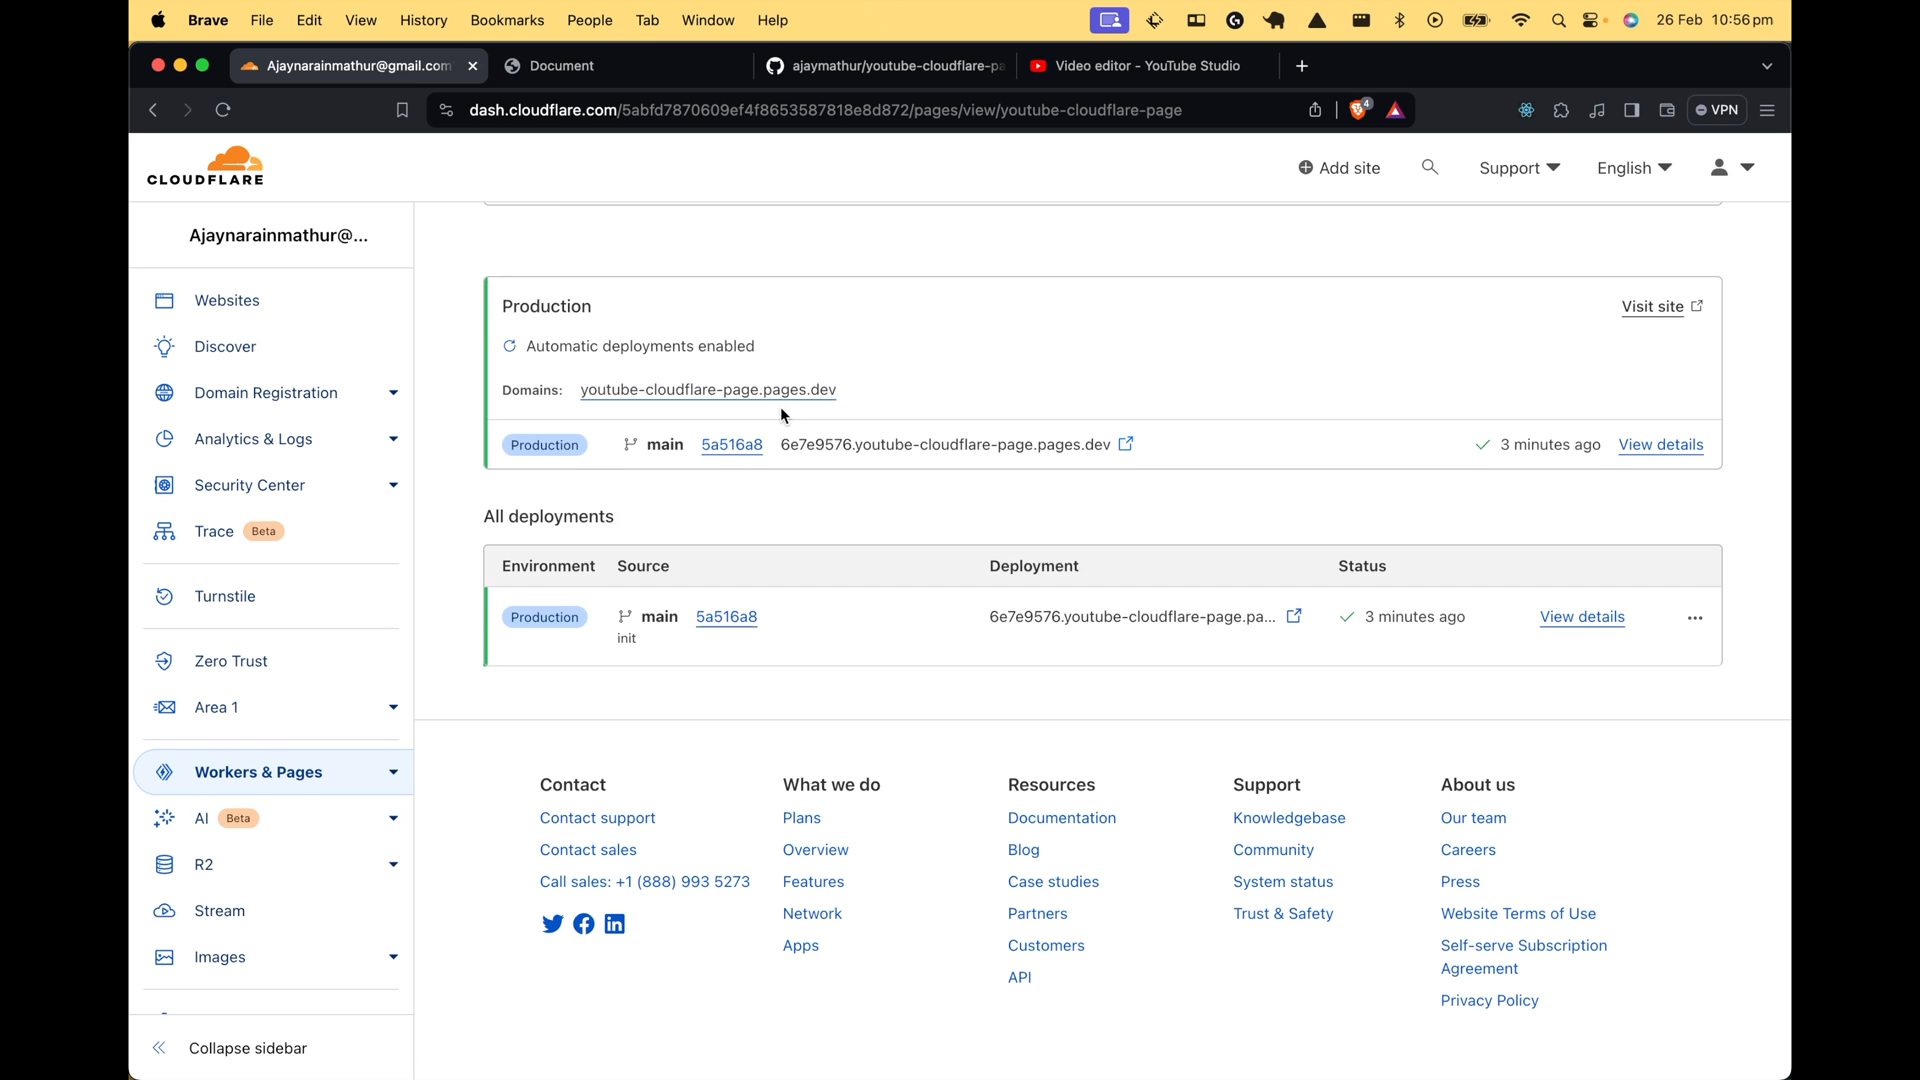 Brave File Edit View History Bookmarks People Tab Window Help 26 Feb 10:56 pm
Ajaynarainmathur@gmail.com Document ajaymathur/youtube-cloudflare-pa Video editor - YouTube Studio
dash.cloudflare.com/5abfd7870609ef4f8653587818e8d872/pages/view/youtube-cloudflare-page 4 VPN
CLOUDFLARE Add site Support English
Ajaynarainmathur@...
Websites
Discover
Domain Registration
Analytics & Logs
Security Center
Trace Beta
Turnstile
Zero Trust
Area 1
Workers & Pages
AI Beta
R2
Stream
Images
Collapse sidebar
Production Visit site
Automatic deployments enabled
Domains: youtube-cloudflare-page.pages.dev
Production main 5a516a8 6e7e9576.youtube-cloudflare-page.pages.dev 3 minutes ago View details
All deployments
Environment Source Deployment Status
Production main 5a516a8 6e7e9576.youtube-cloudflare-page.pa... 3 minutes ago View details ...
init
Contact
Contact support
Contact sales
Call sales: +1 (888) 993 5273
What we do
Plans
Overview
Features
Network
Apps
Resources
Documentation
Blog
Case studies
Partners
Customers
API
Support
Knowledgebase
Community
System status
Trust & Safety
About us
Our team
Careers
Press
Website Terms of Use
Self-serve Subscription
Agreement
Privacy Policy